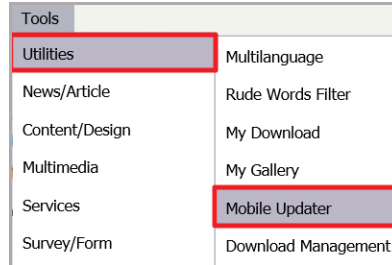 Tools
Utilities
News/Article
Content/Design
Multimedia
Services
Survey/Form
Multilanguage
Rude Words Filter
My Download
My Gallery
Mobile Updater
Download Management